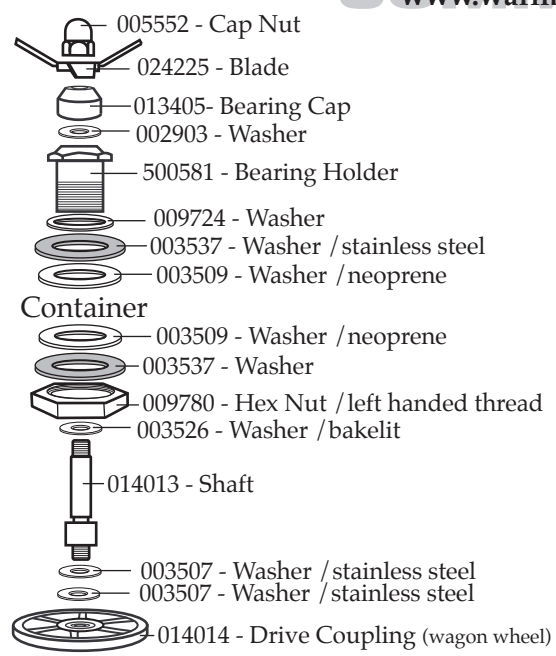 005552 - Cap Nut
024225 - Blade
013405- Bearing Cap
002903 - Washer
500581 - Bearing Holder
009724 - Washer
003537 - Washer /stainless steel
003509 - Washer /neoprene
Container
003509 - Washer /neoprene
003537 - Washer
009780 - Hex Nut /left handed thread
003526 - Washer /bakelit
014013 - Shaft
003507 - Washer /stainless steel
003507 - Washer /stainless steel
014014 - Drive Coupling (wagon wheel)